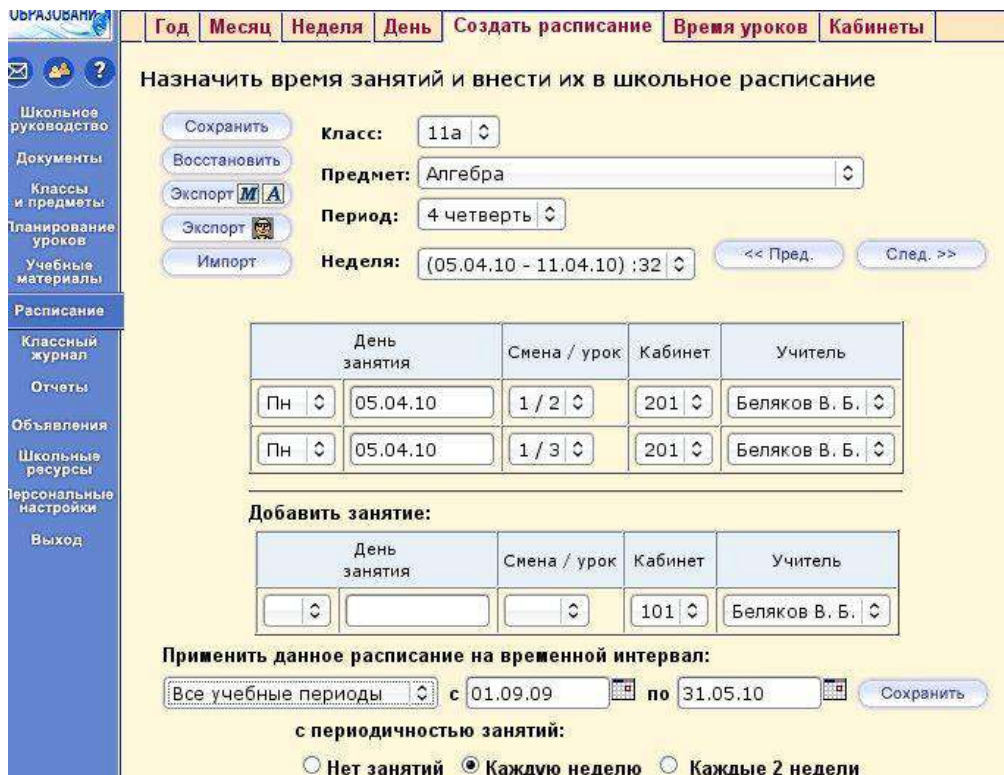 ОБРАЗОВАНИ
Год Месяц Неделя День Создать расписание Время уроков Кабинеты
?
Назначить время занятий и внести их в школьное расписание
Школьное
руководство
Документы
Классы
и предметы
Планирование
уроков
Учебные
материалы
Расписание
Классный
журнал
Отчеты
Объявления
Школьные
ресурсы
Персональные
настройки
Выход
Сохранить
Восстановить
Экспорт M A
Экспорт
Импорт
Класс: 11а
Предмет: Алгебра
Период: 4 четверть
Неделя: (05.04.10 - 11.04.10) :32 << Пред. След. >>
День
занятия
Смена / урок Кабинет Учитель
Пн 05.04.10 1 / 2 201 Беляков В. Б.
Пн 05.04.10 1 / 3 201 Беляков В. Б.
Добавить занятие:
День
занятия
Смена / урок Кабинет Учитель
101 Беляков В. Б.
Применить данное расписание на временной интервал:
Все учебные периоды с 01.09.09 по 31.05.10 Сохранить
с периодичностью занятий:
Нет занятий Каждую неделю Каждые 2 недели